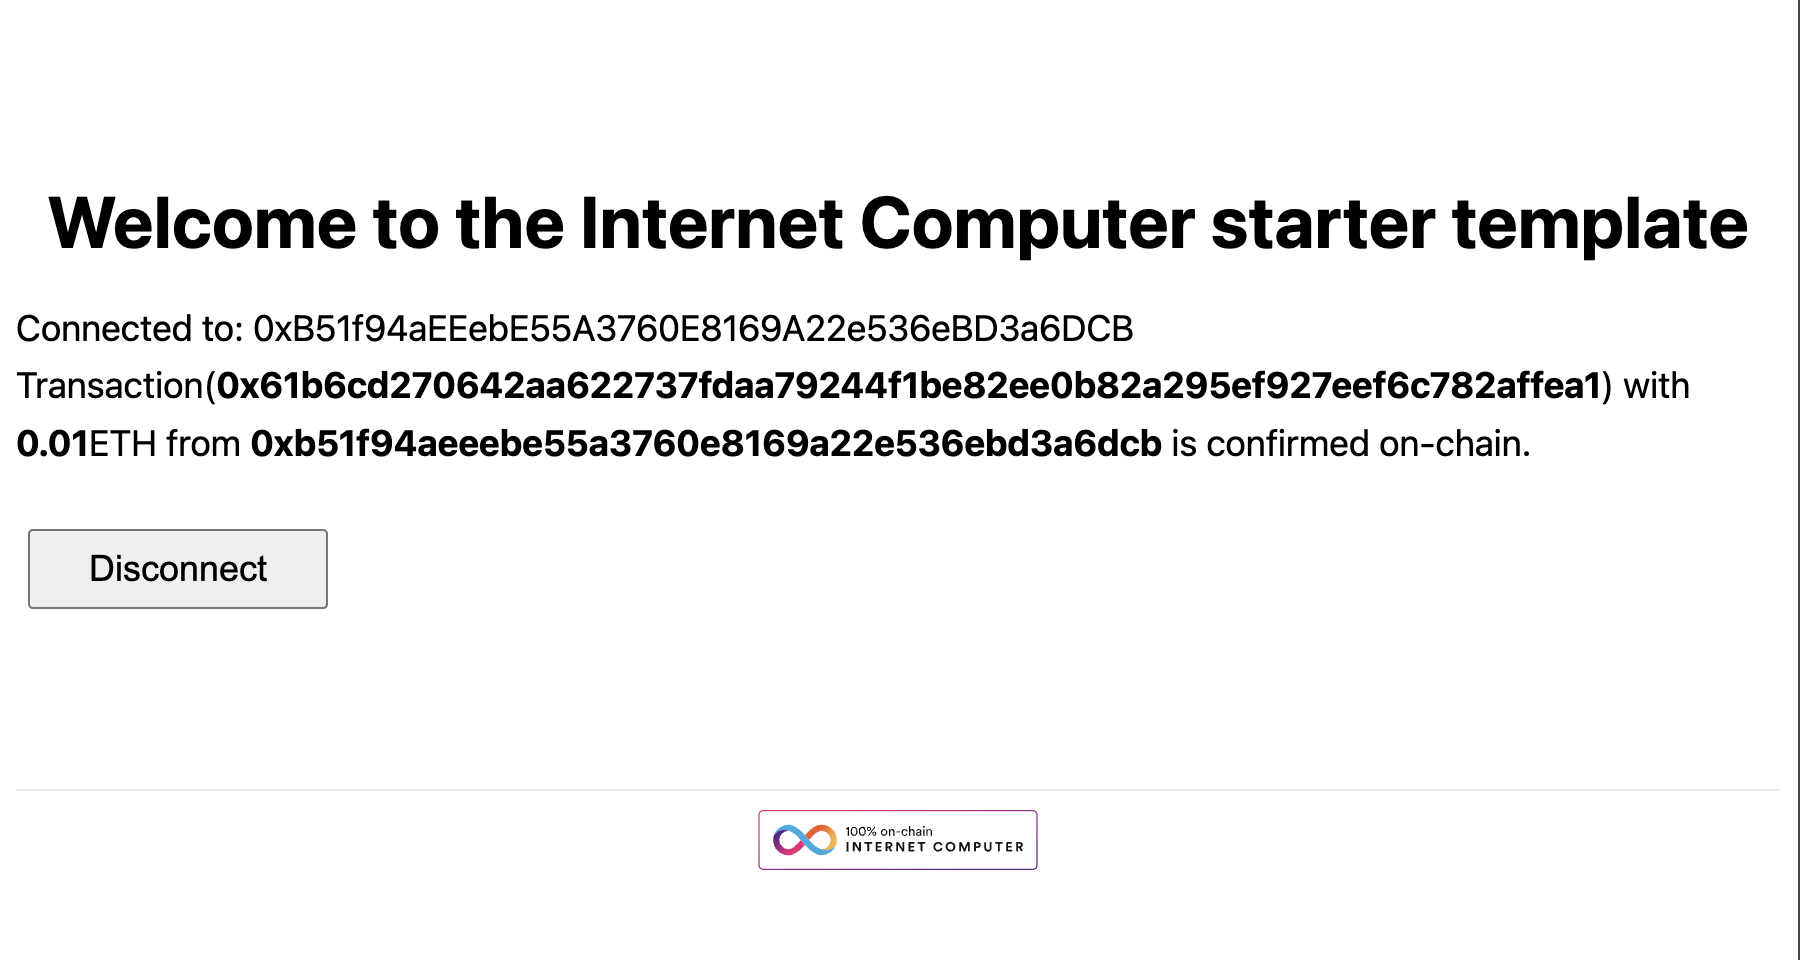 Welcome to the Internet Computer starter template
Connected to: 0xB51f94aEEebE55A3760E8169A22e536eBD3a6DCB
Transaction(0x61b6cd270642aa622737fdaa79244f1be82ee0b82a295ef927eef6c782affea1) with
0.01ETH from 0xb51f94aeeebe55a3760e8169a22e536ebd3a6dcb is confirmed on-chain.
Disconnect
100% on-chain
INTERNET COMPUTER